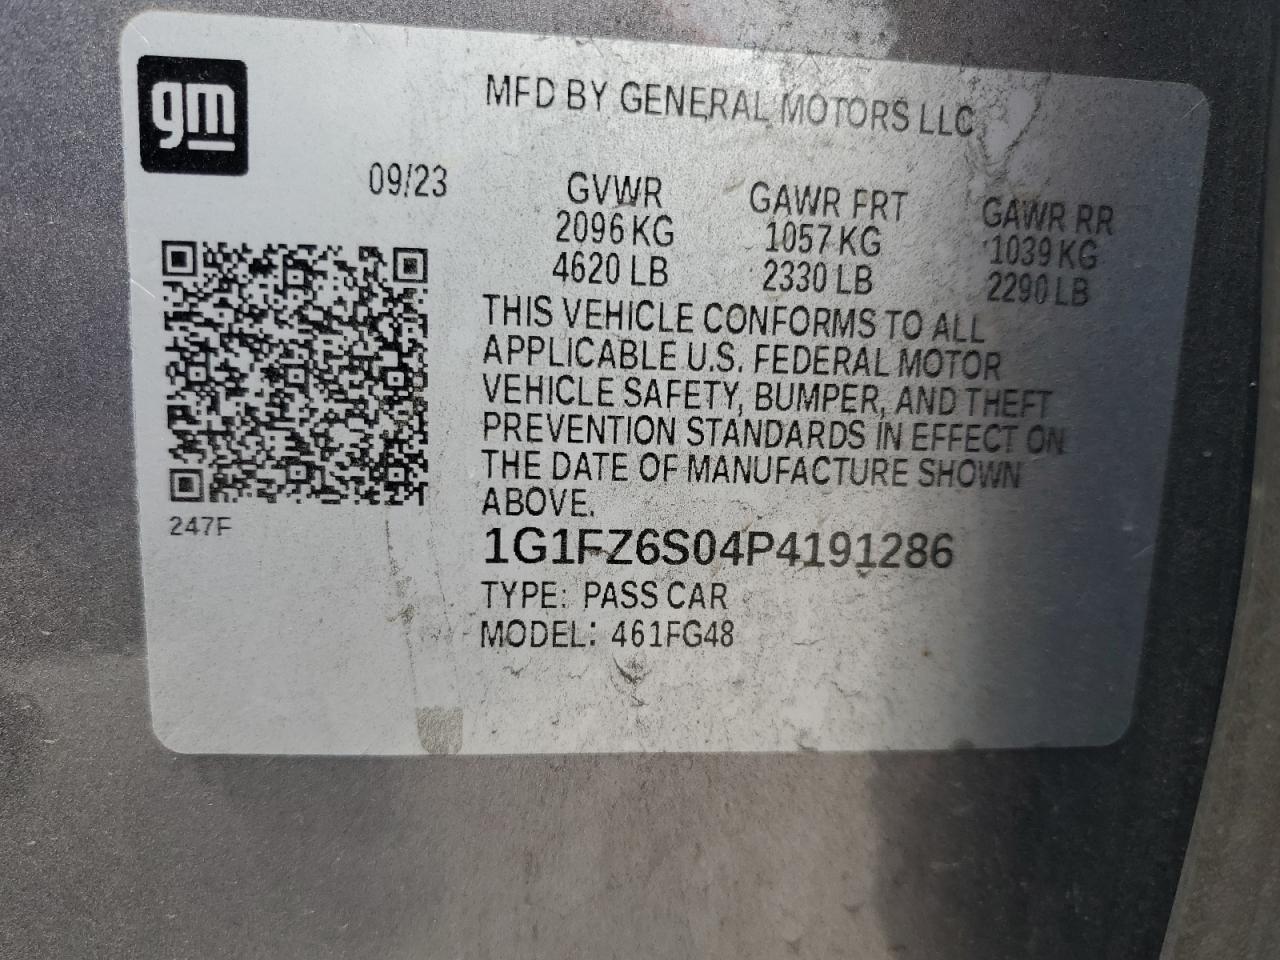 gm
MFD BY GENERAL MOTORS LLC
09/23
GVWR GAWR FRT GAWR RR
2096 KG 1057 KG 1039 KG
4620 LB 2330 LB 2290 LB
THIS VEHICLE CONFORMS TO ALL
APPLICABLE U.S. FEDERAL MOTOR
VEHICLE SAFETY, BUMPER, AND THEFT
PREVENTION STANDARDS IN EFFECT ON
THE DATE OF MANUFACTURE SHOWN
ABOVE.
247F
1G1FZ6S04P4191286
TYPE: PASS CAR
MODEL: 461FG48